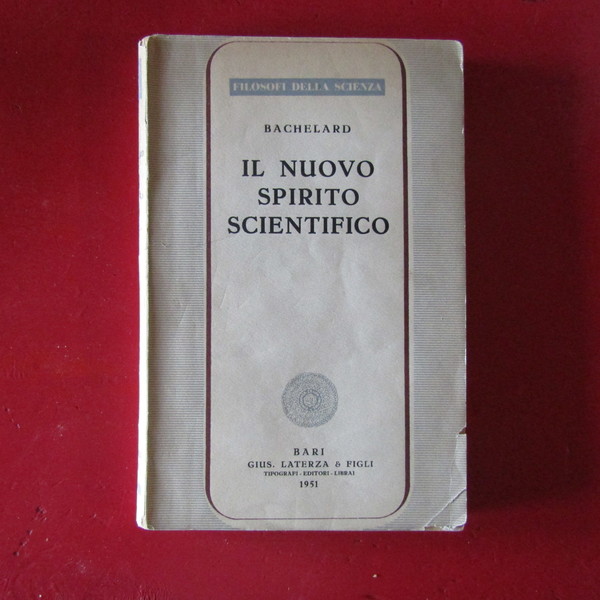 FILOSOFI DELLA SCIENZA
BACHELARD
IL NUOVO
SPIRITO
SCIENTIFICO
BARI
GIUS. LATERZA & FIGLI
TIPOGRAFI - EDITORI - LIBRAI
1951